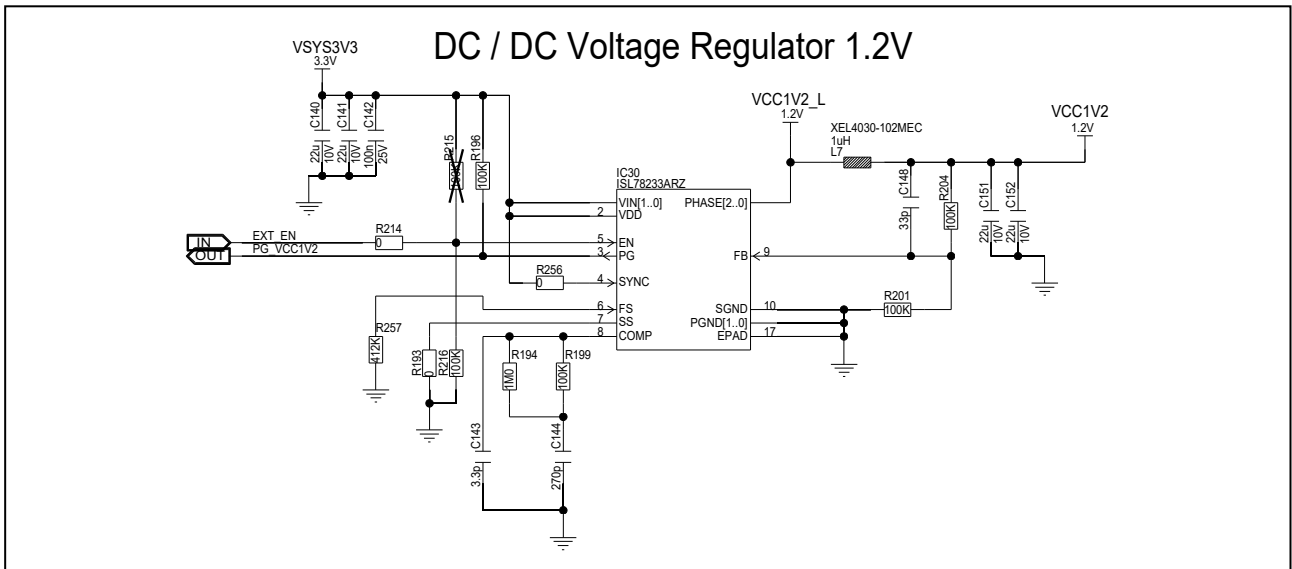 DC / DC Voltage Regulator 1.2V
VSYS3V3
3.3V
C140
22u
10V
C141
22u
10V
C142
100n
25V
R196
100K
VCC1V2_L
1.2V
XEL4030-102MEC
1uH
L7
VCC1V2
1.2V
C148
33p
R204
100K
C151
22u
10V
C152
22u
10V
IC30
ISL78233ARZ
VIN[1..0]
2 VDD
PHASE[2..0]
R215
IN
EXT_EN
R214
0
5 EN
OUT
PG_VCC1V2
3 PG
FB 9
R256
0
4 SYNC
6 FS
7 SS
8 COMP
SGND 10
PGND[1..0]
EPAD 17
R201
100K
R257
412K
R193
0
R216
100K
R194
1M0
R199
100K
C143
3.3p
C144
270p